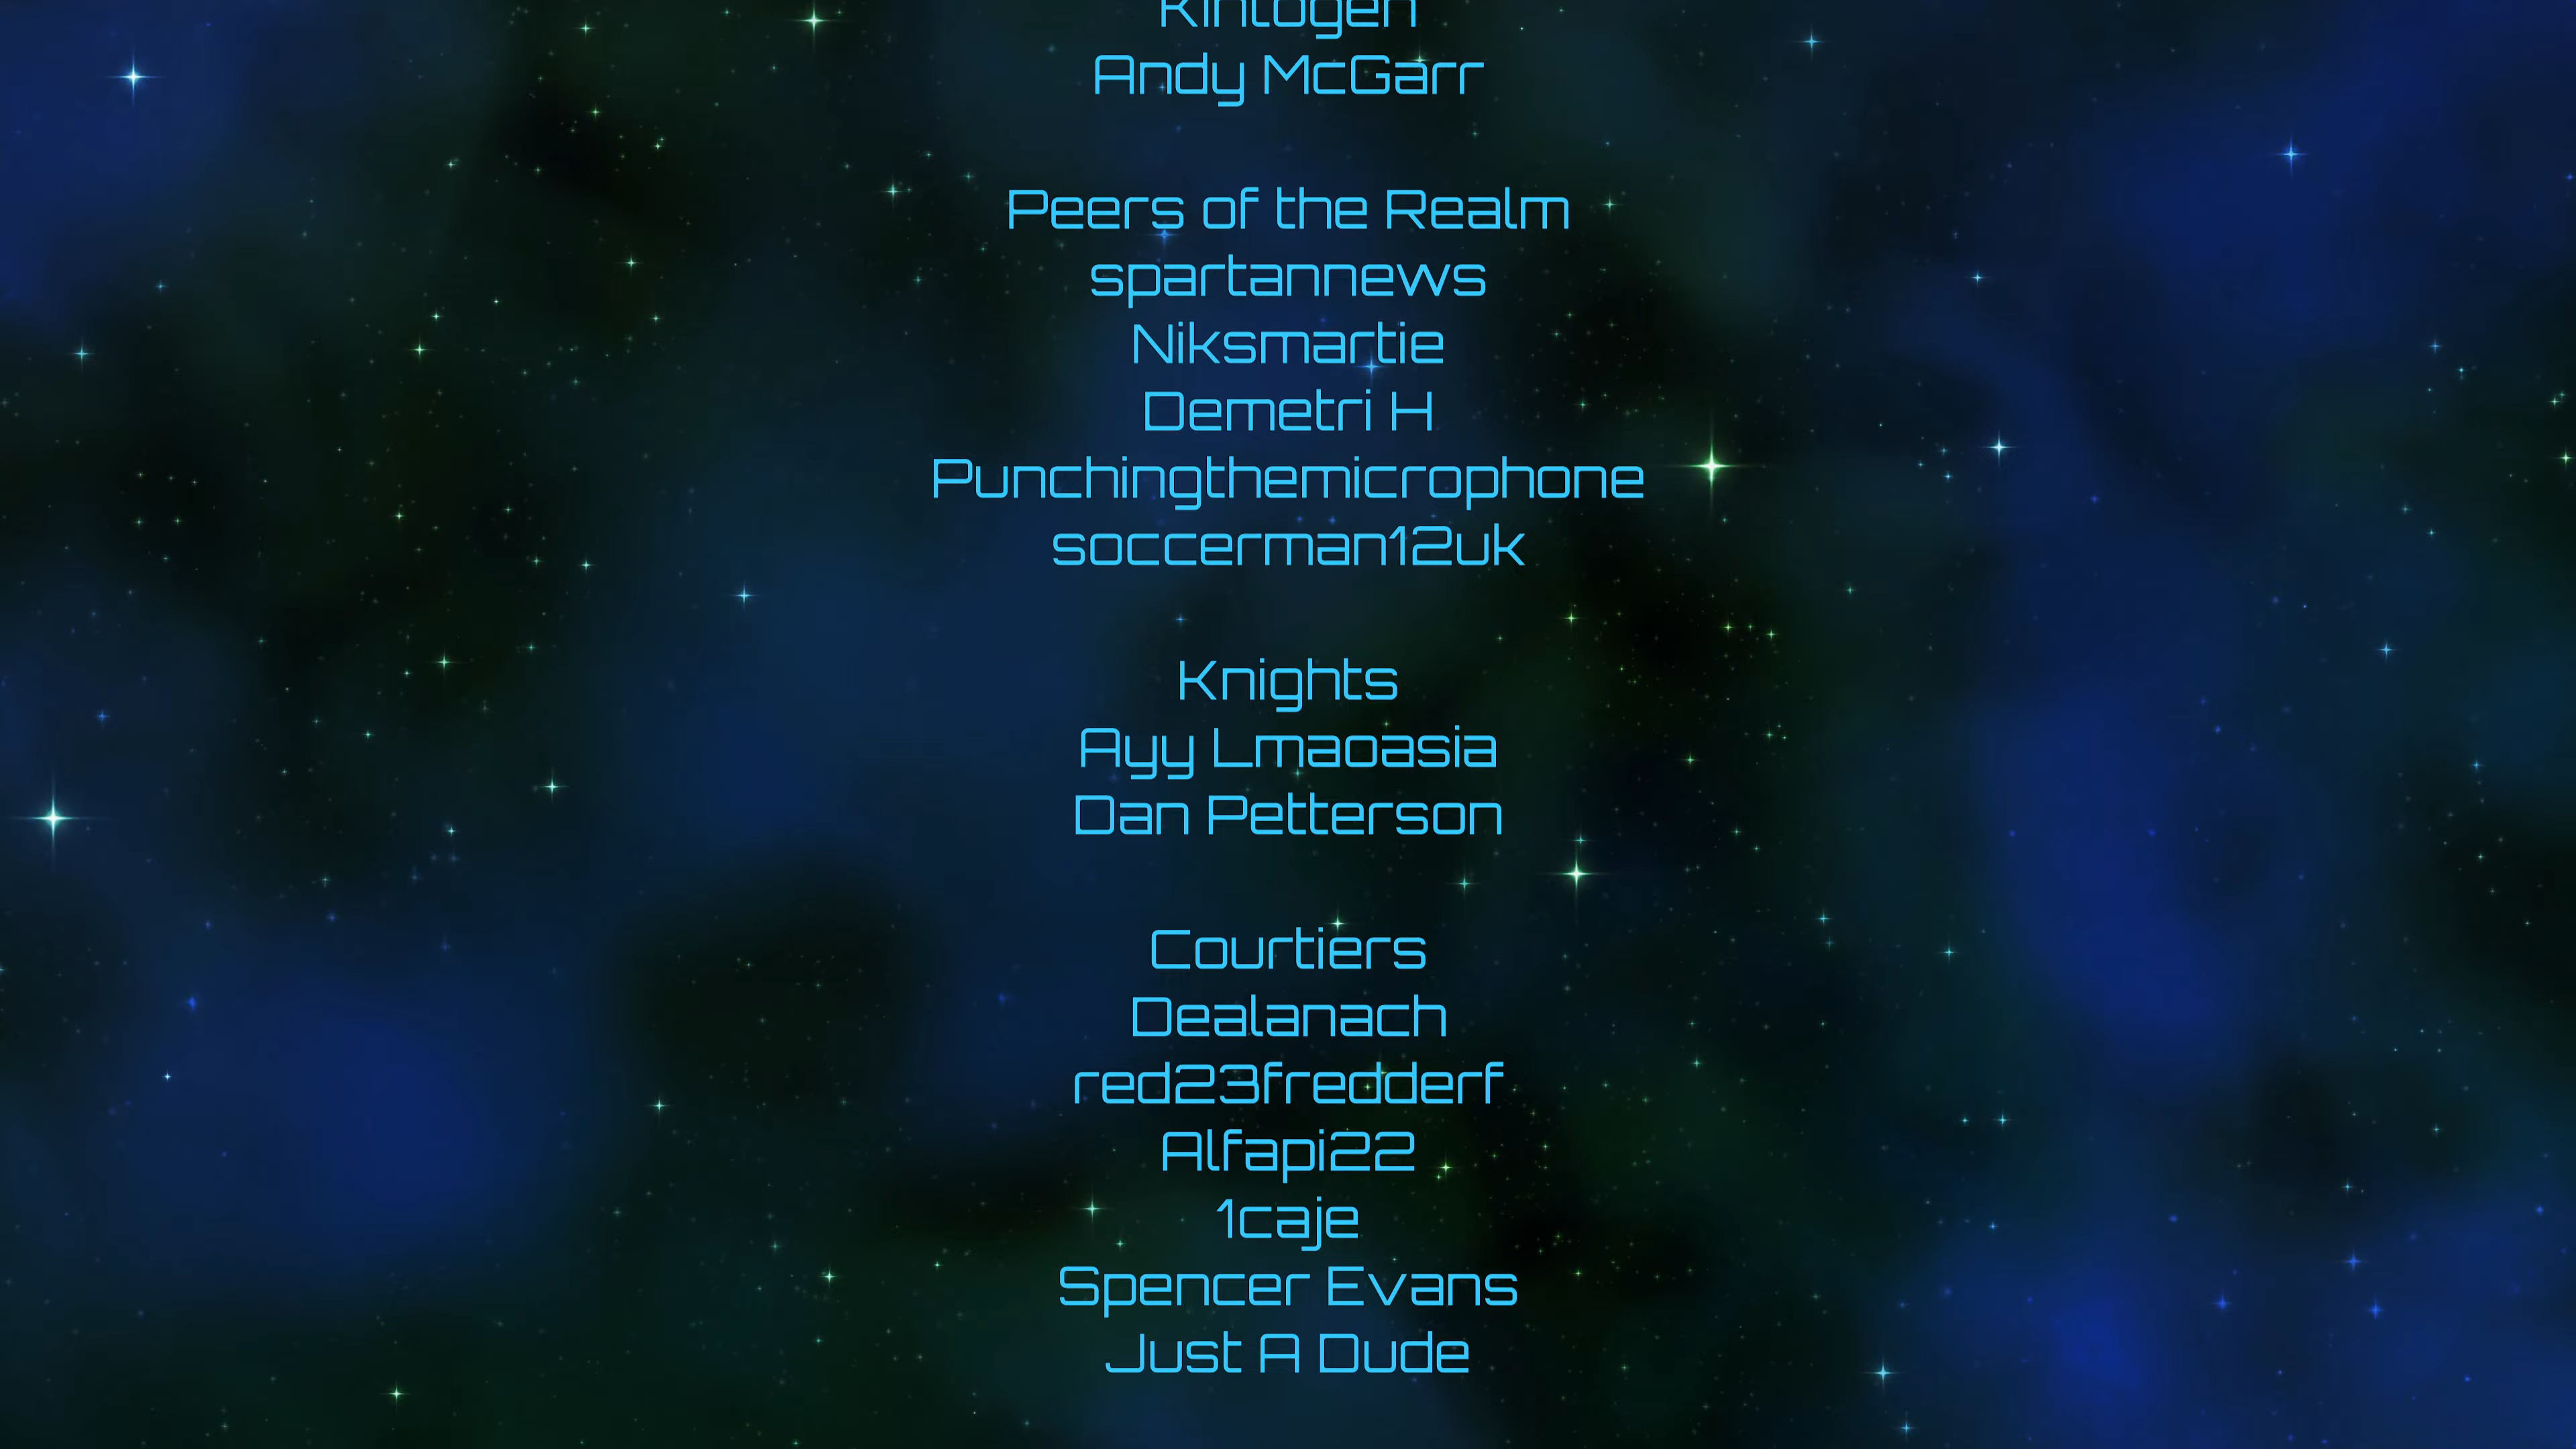 Andy McGarr
Peers of the Realm
spartannews
Niksmartie
Demetri H
Punchingthemicrophone
soccerman12uk
Knights
Ayy Lmaoasia
Dan Petterson
Courtiers
Dealanach
red23fredderf
Alfapi22
1caje
Spencer Evans
Just A Dude